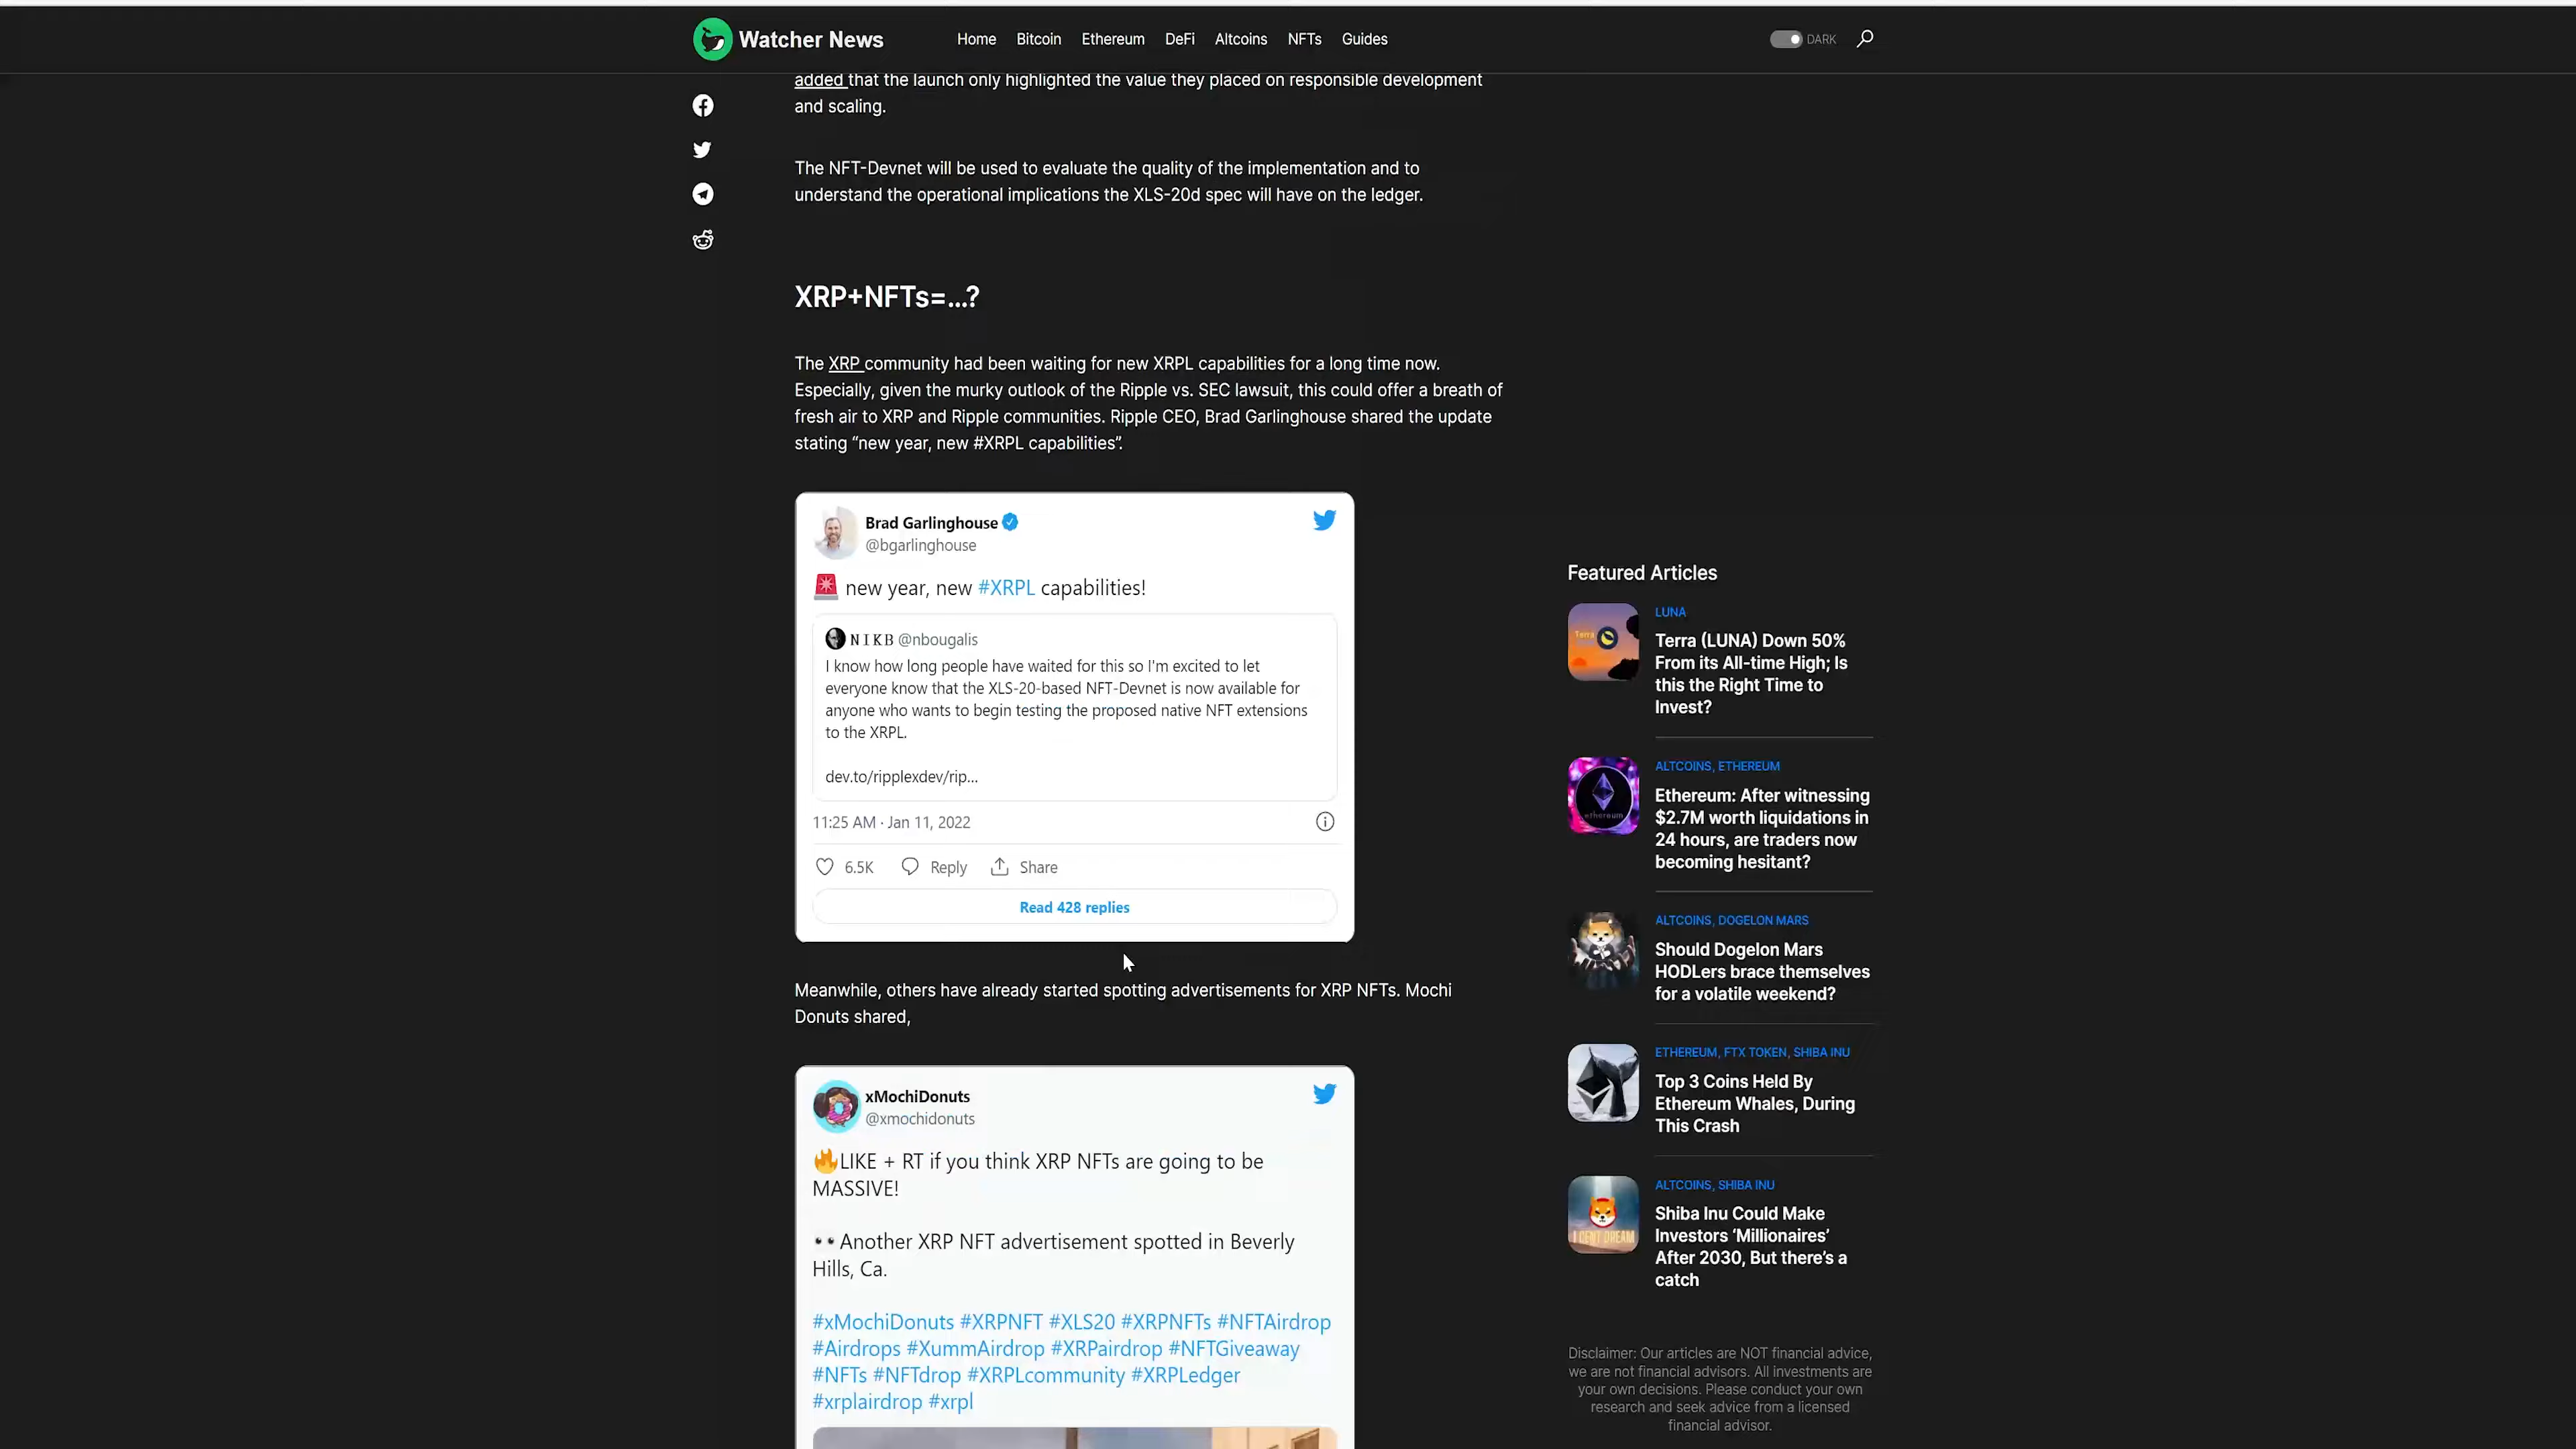 Watcher News
Home Bitcoin Ethereum DeFi Altcoins NFTs Guides
DARK
added that the launch only highlighted the value they placed on responsible development
and scaling.
The NFT-Devnet will be used to evaluate the quality of the implementation and to
understand the operational implications the XLS-20d spec will have on the ledger.
XRP+NFTs=...?
The XRP community had been waiting for new XRPL capabilities for a long time now.
Especially, given the murky outlook of the Ripple vs. SEC lawsuit, this could offer a breath of
fresh air to XRP and Ripple communities. Ripple CEO, Brad Garlinghouse shared the update
stating “new year, new #XRPL capabilities”.
Brad Garlinghouse
@bgarlinghouse
🚨 new year, new #XRPL capabilities!
N I K B @nbougalis
I know how long people have waited for this so I'm excited to let
everyone know that the XLS-20-based NFT-Devnet is now available for
anyone who wants to begin testing the proposed native NFT extensions
to the XRPL.
dev.to/ripplexdev/rip...
11:25 AM · Jan 11, 2022
6.5K Reply Share
Read 428 replies
Meanwhile, others have already started spotting advertisements for XRP NFTs. Mochi
Donuts shared,
xMochiDonuts
@xmochidonuts
🔥LIKE + RT if you think XRP NFTs are going to be
MASSIVE!
👀Another XRP NFT advertisement spotted in Beverly
Hills, Ca.
#xMochiDonuts #XRPNFT #XLS20 #XRPNFTs #NFTAirdrop
#Airdrops #XummAirdrop #XRPairdrop #NFTGiveaway
#NFTs #NFTdrop #XRPLcommunity #XRPLedger
#xrplairdrop #xrpl
Featured Articles
Terra
LUNA
Terra (LUNA) Down 50%
From its All-time High; Is
this the Right Time to
Invest?
ethereum
ALTCOINS, ETHEREUM
Ethereum: After witnessing
$2.7M worth liquidations in
24 hours, are traders now
becoming hesitant?
ALTCOINS, DOGELON MARS
Should Dogelon Mars
HODLers brace themselves
for a volatile weekend?
ETHEREUM, FTX TOKEN, SHIBA INU
Top 3 Coins Held By
Ethereum Whales, During
This Crash
ALTCOINS, SHIBA INU
Shiba Inu Could Make
Investors ‘Millionaires’
After 2030, But there’s a
catch
Disclaimer: Our articles are NOT financial advice,
we are not financial advisors. All investments are
your own decisions. Please conduct your own
research and seek advice from a licensed
financial advisor.